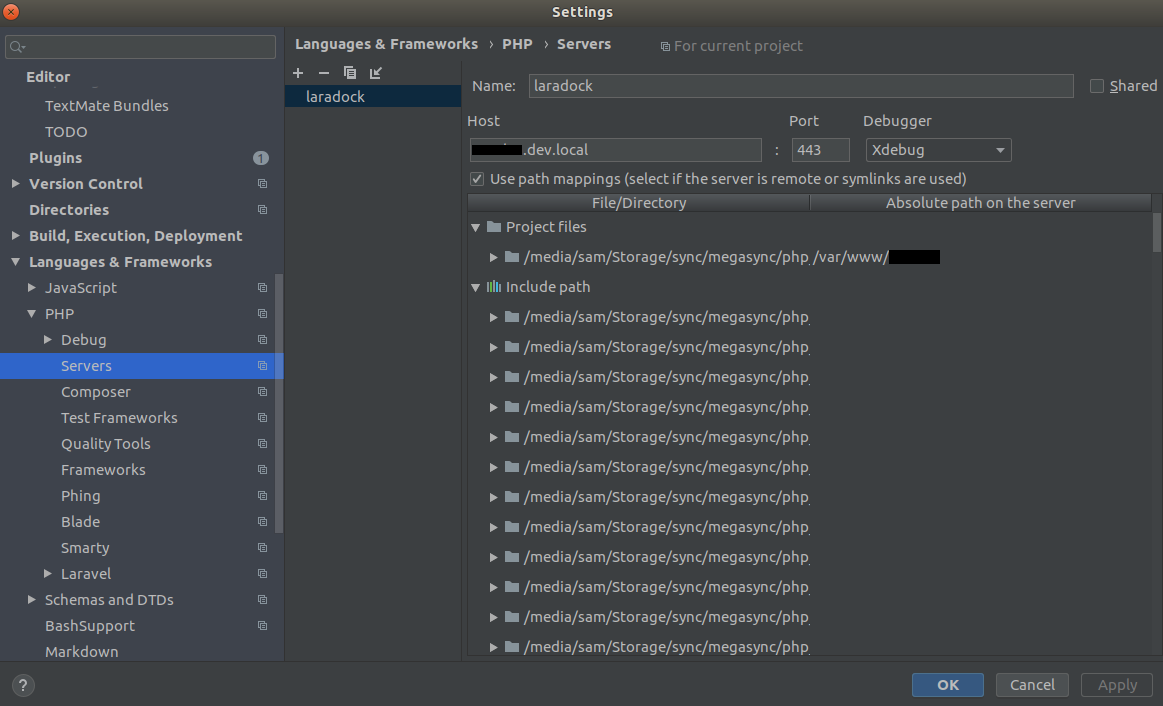 Settings
Editor
TextMate Bundles
TODO
Plugins 1
Version Control
Directories
Build, Execution, Deployment
Languages & Frameworks
JavaScript
PHP
Debug
Servers
Composer
Test Frameworks
Quality Tools
Frameworks
Phing
Blade
Smarty
Laravel
Schemas and DTDs
BashSupport
Markdown
Languages & Frameworks › PHP › Servers For current project
laradock
Name: laradock Shared
Host Port Debugger
.dev.local : 443 Xdebug
Use path mappings (select if the server is remote or symlinks are used)
File/Directory Absolute path on the server
Project files
/media/sam/Storage/sync/megasync/php /var/www/
Include path
/media/sam/Storage/sync/megasync/php
/media/sam/Storage/sync/megasync/php
/media/sam/Storage/sync/megasync/php
/media/sam/Storage/sync/megasync/php
/media/sam/Storage/sync/megasync/php
/media/sam/Storage/sync/megasync/php
/media/sam/Storage/sync/megasync/php
/media/sam/Storage/sync/megasync/php
/media/sam/Storage/sync/megasync/php
/media/sam/Storage/sync/megasync/php
/media/sam/Storage/sync/megasync/php
/media/sam/Storage/sync/megasync/php
? OK Cancel Apply